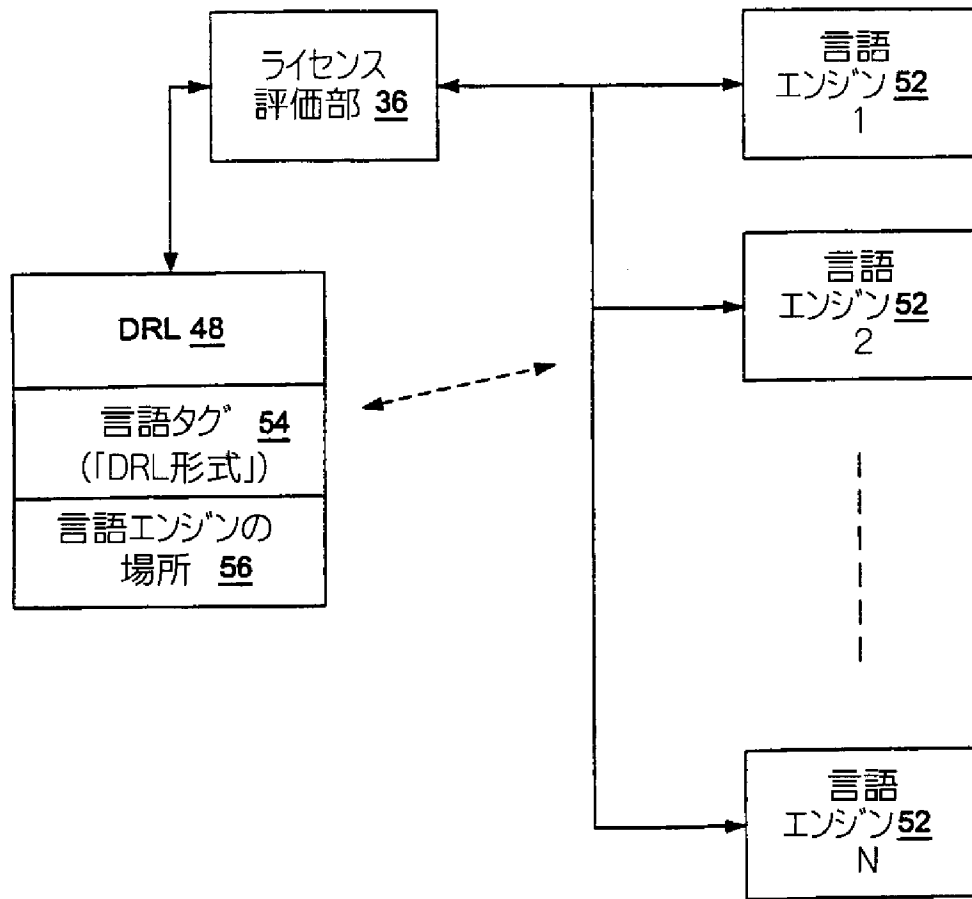 ライセンス
評価部 36
言語
エンジン 52
1
言語
エンジン 52
2
DRL 48
言語タグ 54
(「DRL形式」)
言語エンジンの
場所 56
言語
エンジン 52
N